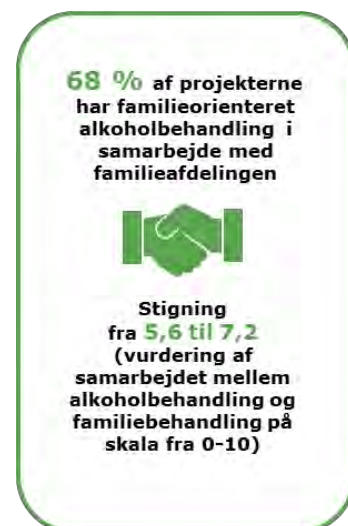 68 % af projekterne
har familieorienteret
alkoholbehandling i
samarbejde med
familieafdelingen
Stigning
fra 5,6 til 7,2
(vurdering af
samarbejdet mellem
alkoholbehandling og
familiebehandling på
skala fra 0-10)